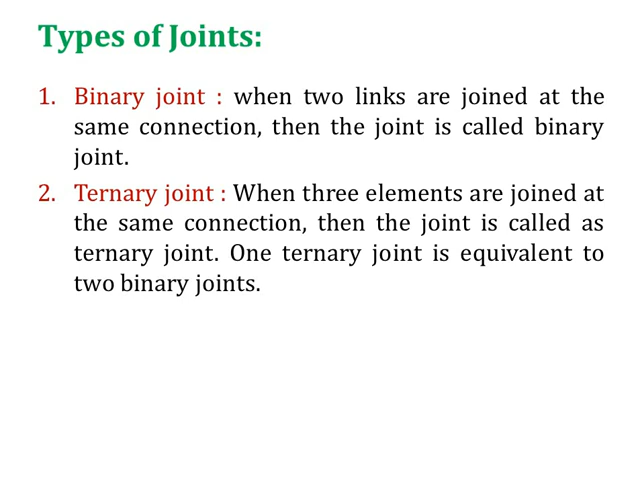 Types of Joints:
1. Binary joint : when two links are joined at the
same connection, then the joint is called binary
joint.
2. Ternary joint : When three elements are joined at
the same connection, then the joint is called as
ternary joint. One ternary joint is equivalent to
two binary joints.